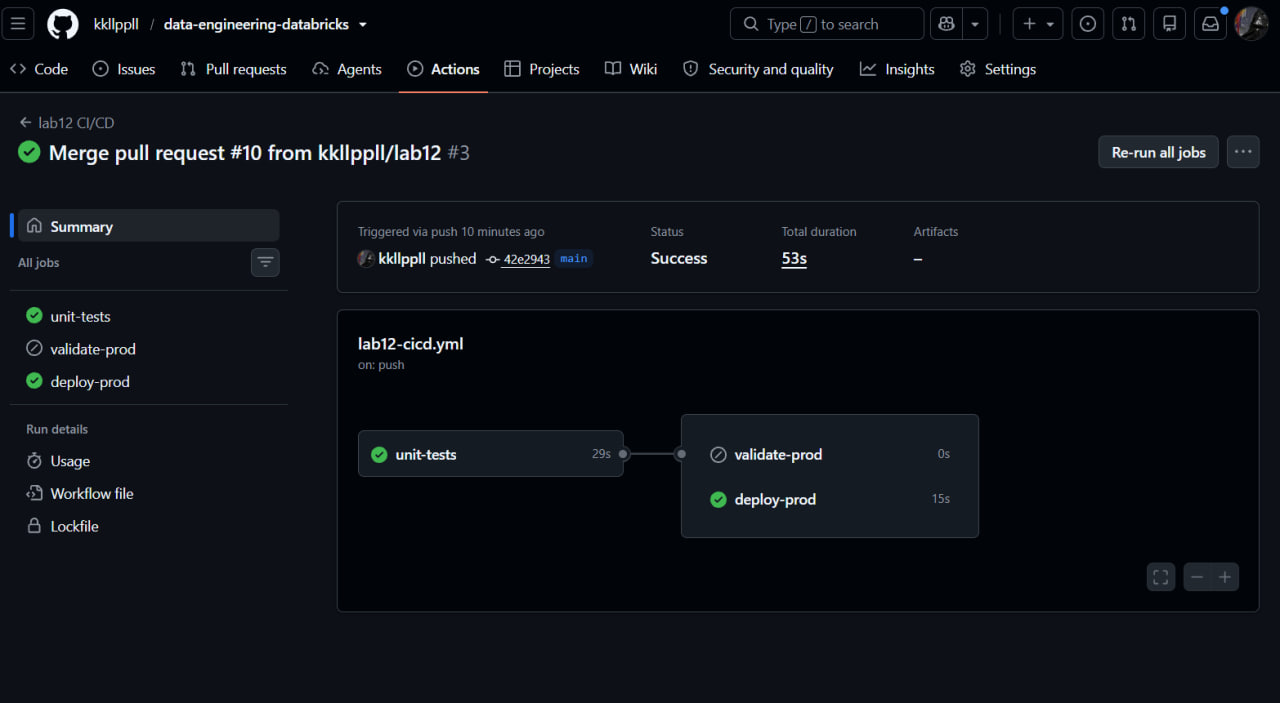 kkllppll / data-engineering-databricks
Type / to search
Code Issues Pull requests Agents Actions Projects Wiki Security and quality Insights Settings
lab12 CI/CD
Merge pull request #10 from kkllppll/lab12 #3
Re-run all jobs
Summary
All jobs
unit-tests
validate-prod
deploy-prod
Run details
Usage
Workflow file
Lockfile
Triggered via push 10 minutes ago
kkllppll pushed 42e2943 main
Status
Success
Total duration
53s
Artifacts
–
lab12-cicd.yml
on: push
unit-tests 29s
validate-prod 0s
deploy-prod 15s